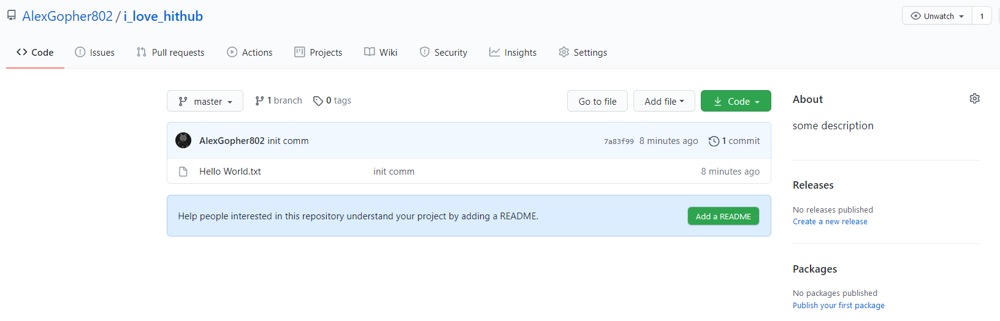 AlexGopher802 / i_love_hithub
Unwatch 1
Code Issues Pull requests Actions Projects Wiki Security Insights Settings
master 1 branch 0 tags Go to file Add file Code
AlexGopher802 init comm 7a83f99 8 minutes ago 1 commit
Hello World.txt init comm 8 minutes ago
Help people interested in this repository understand your project by adding a README. Add a README
About
some description
Releases
No releases published
Create a new release
Packages
No packages published
Publish your first package